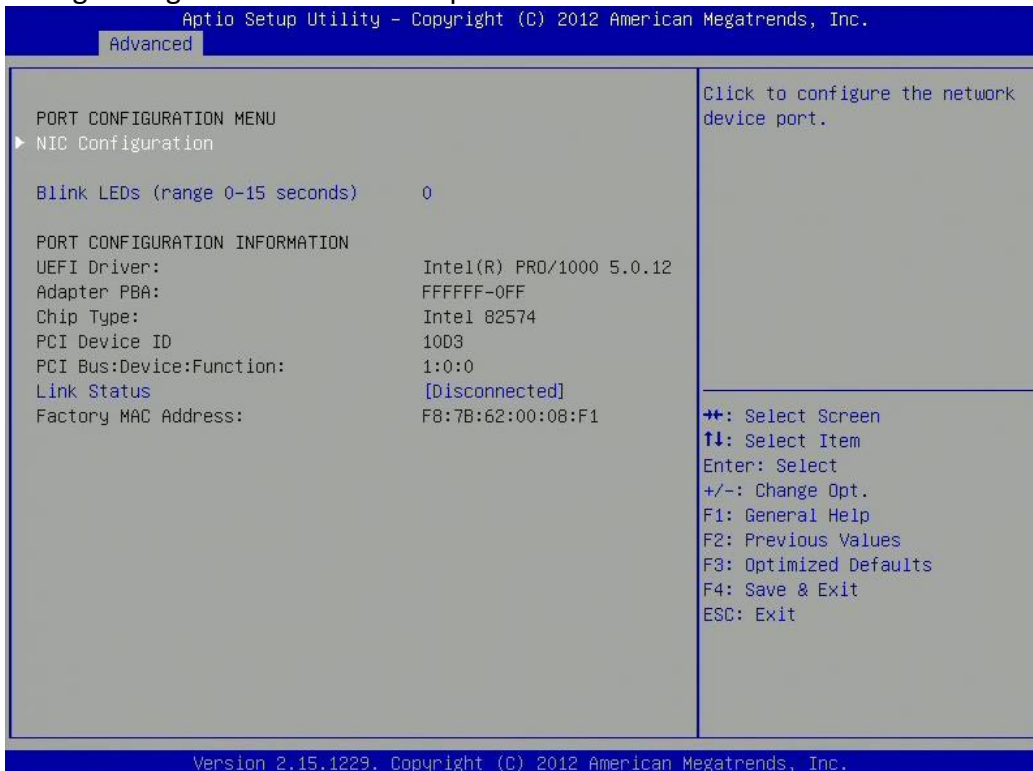 Aptio Setup Utility – Copyright (C) 2012 American Megatrends, Inc.
Advanced
PORT CONFIGURATION MENU
NIC Configuration
Blink LEDs (range 0-15 seconds) 0
PORT CONFIGURATION INFORMATION
UEFI Driver: Intel(R) PRO/1000 5.0.12
Adapter PBA: FFFFFF-0FF
Chip Type: Intel 82574
PCI Device ID 10D3
PCI Bus:Device:Function: 1:0:0
Link Status [Disconnected]
Factory MAC Address: F8:7B:62:00:08:F1
Click to configure the network
device port.
→←: Select Screen
↑↓: Select Item
Enter: Select
+/-: Change Opt.
F1: General Help
F2: Previous Values
F3: Optimized Defaults
F4: Save & Exit
ESC: Exit
Version 2.15.1229. Copyright (C) 2012 American Megatrends, Inc.